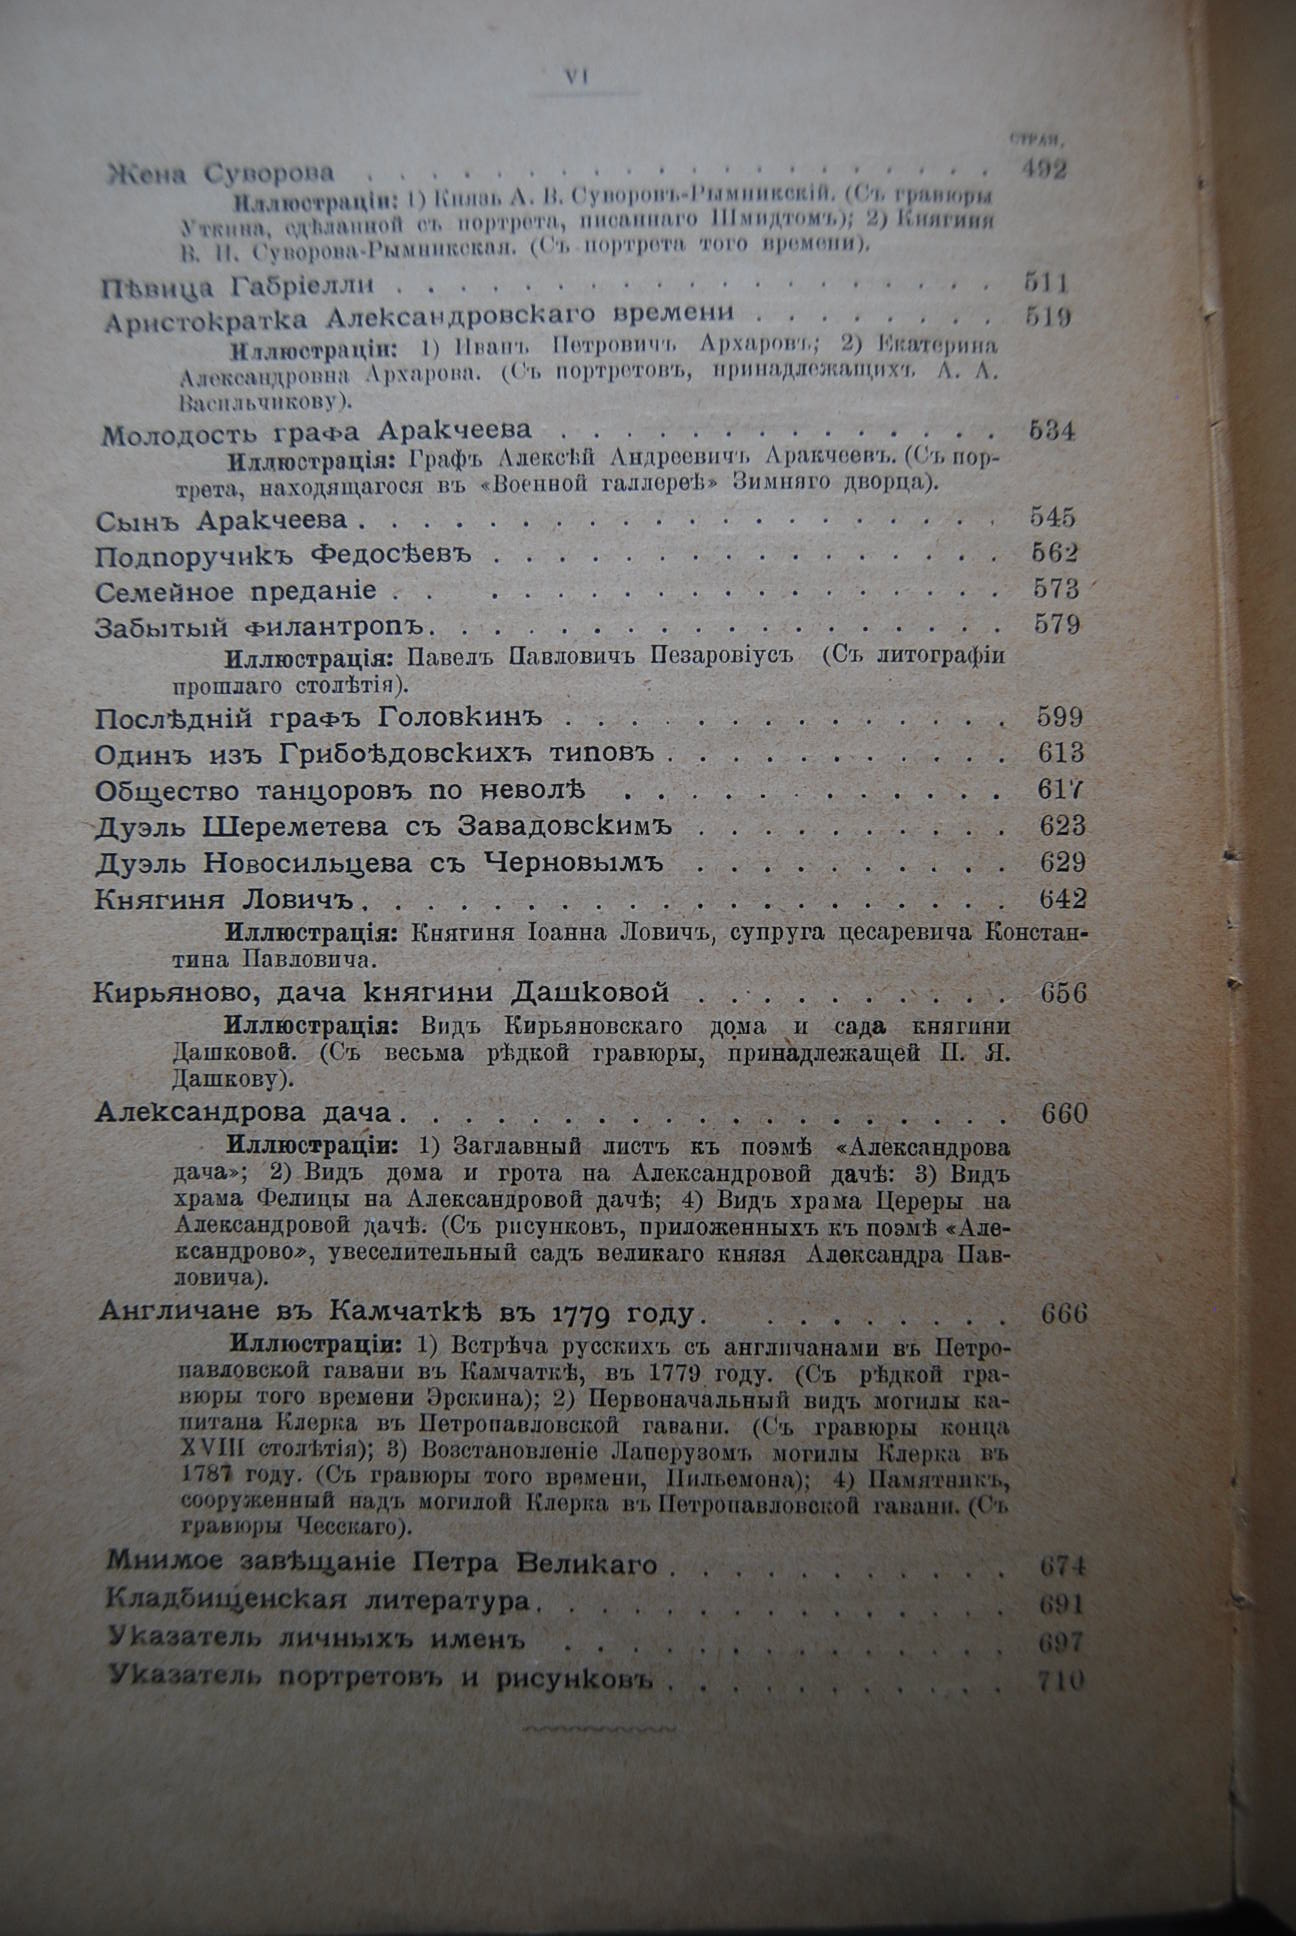 VI
СТРАН.
Жена Суворова . . . . . . . . . . . . . . . . . . . 492
Иллюстраціи: 1) Князь А. В. Суворовъ-Рымникскій. (Съ гравюры
Уткина, сдѣланной съ портрета, писаннаго Шмидтомъ); 2) Княгиня
В. И. Суворова-Рымникская. (Съ портрета того времени).
Пѣвица Габріелли . . . . . . . . . . . . . . . . . . 511
Аристократка Александровскаго времени . . . . . . . . 519
Иллюстраціи: 1) Иванъ Петровичъ Архаровъ; 2) Екатерина
Александровна Архарова. (Съ портретовъ, принадлежащихъ А. А.
Васильчикову).
Молодость графа Аракчеева . . . . . . . . . . . . . . 534
Иллюстрація: Графъ Алексѣй Андреевичъ Аракчеевъ. (Съ пор-
трета, находящагося въ «Военной галлереѣ» Зимняго дворца).
Сынъ Аракчеева . . . . . . . . . . . . . . . . . . . . 545
Подпоручикъ Федосѣевъ . . . . . . . . . . . . . . . . 562
Семейное преданіе . . . . . . . . . . . . . . . . . . 573
Забытый филантропъ. . . . . . . . . . . . . . . . . . 579
Иллюстрація: Павелъ Павловичъ Пезаровіусъ (Съ литографіи
прошлаго столѣтія).
Послѣдній графъ Головкинъ . . . . . . . . . . . . . . 599
Одинъ изъ Грибоѣдовскихъ типовъ . . . . . . . . . . . 613
Общество танцоровъ по неволѣ . . . . . . . . . . . . 617
Дуэль Шереметева съ Завадовскимъ . . . . . . . . . . 623
Дуэль Новосильцева съ Черновымъ . . . . . . . . . . 629
Княгиня Ловичъ. . . . . . . . . . . . . . . . . . . . 642
Иллюстрація: Княгиня Іоанна Ловичъ, супруга цесаревича Констан-
тина Павловича.
Кирьяново, дача княгини Дашковой . . . . . . . . . . 656
Иллюстрація: Видъ Кирьяновскаго дома и сада княгини
Дашковой. (Съ весьма рѣдкой гравюры, принадлежащей П. Я.
Дашкову).
Александрова дача. . . . . . . . . . . . . . . . . . . 660
Иллюстраціи: 1) Заглавный листъ къ поэмѣ «Александрова
дача»; 2) Видъ дома и грота на Александровой дачѣ: 3) Видъ
храма Фелицы на Александровой дачѣ; 4) Видъ храма Цереры на
Александровой дачѣ. (Съ рисунковъ, приложенныхъ къ поэмѣ «Але-
ксандрово», увеселительный садъ великаго князя Александра Пав-
ловича).
Англичане въ Камчаткѣ въ 1779 году. . . . . . . . . 666
Иллюстраціи: 1) Встрѣча русскихъ съ англичанами въ Петро-
павловской гавани въ Камчаткѣ, въ 1779 году. (Съ рѣдкой гра-
вюры того времени Эрскина); 2) Первоначальный видъ могилы ка-
питана Клерка въ Петропавловской гавани. (Съ гравюры конца
XVIII столѣтія); 3) Возстановленіе Лаперузомъ могилы Клерка въ
1787 году. (Съ гравюры того времени, Пильемона); 4) Памятникъ,
сооруженный надъ могилой Клерка въ Петропавловской гавани. (Съ
гравюры Чесскаго).
Мнимое завѣщаніе Петра Великаго . . . . . . . . . . . 674
Кладбищенская литература. . . . . . . . . . . . . . . 691
Указатель личныхъ именъ . . . . . . . . . . . . . . 697
Указатель портретовъ и рисунковъ . . . . . . . . . . . 710